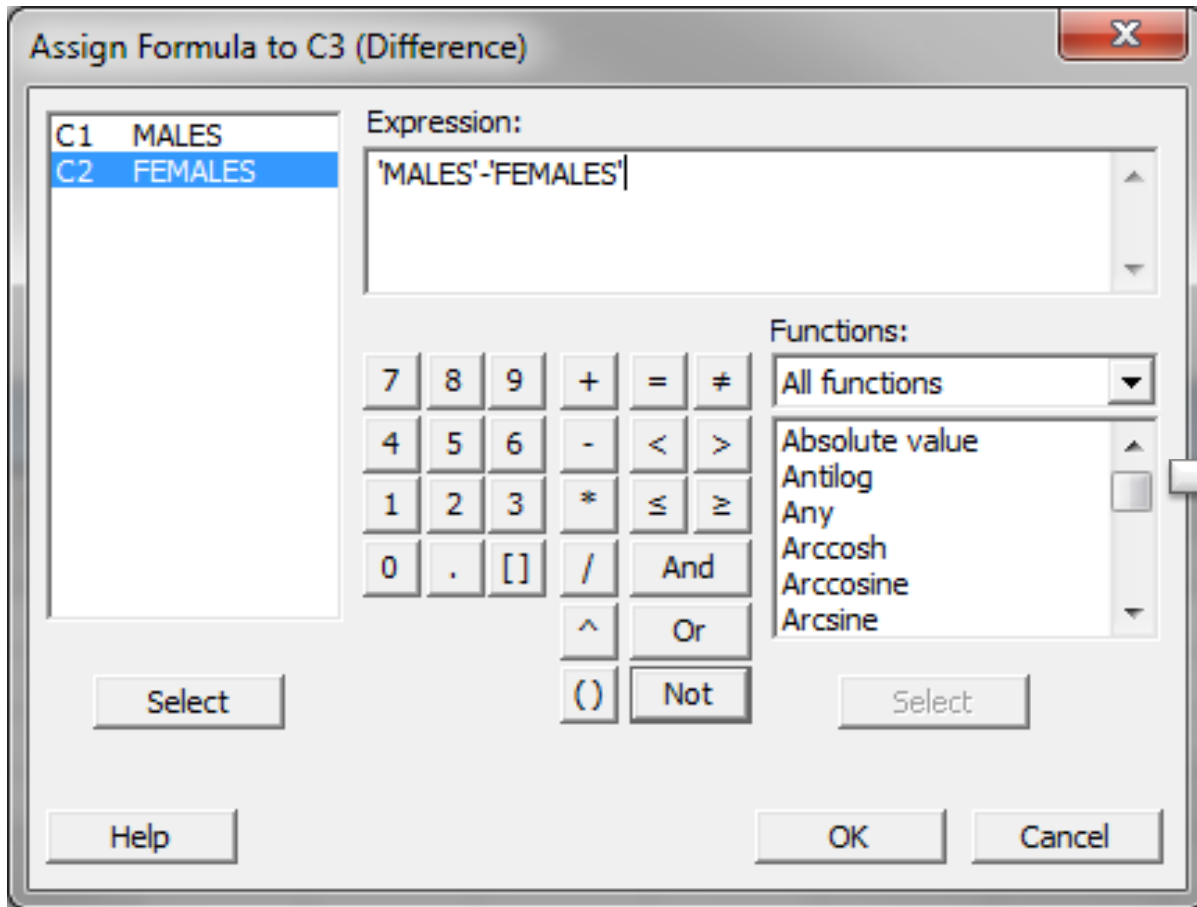 Assign Formula to C3 (Difference)
X
C1 MALES
C2 FEMALES
Expression:
'MALES'-'FEMALES'
Functions:
All functions
7 8 9 + = ≠
4 5 6 - < >
1 2 3 * ≤ ≥
0 . [] / And
^ Or
() Not
Absolute value
Antilog
Any
Arccosh
Arccosine
Arcsine
Select
Select
Help
OK
Cancel